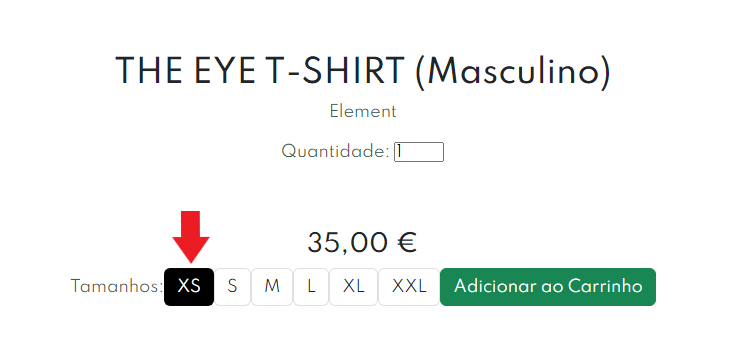 THE EYE T-SHIRT (Masculino)
Element
Quantidade: 1
35,00 €
Tamanhos: XS S M L XL XXL Adicionar ao Carrinho